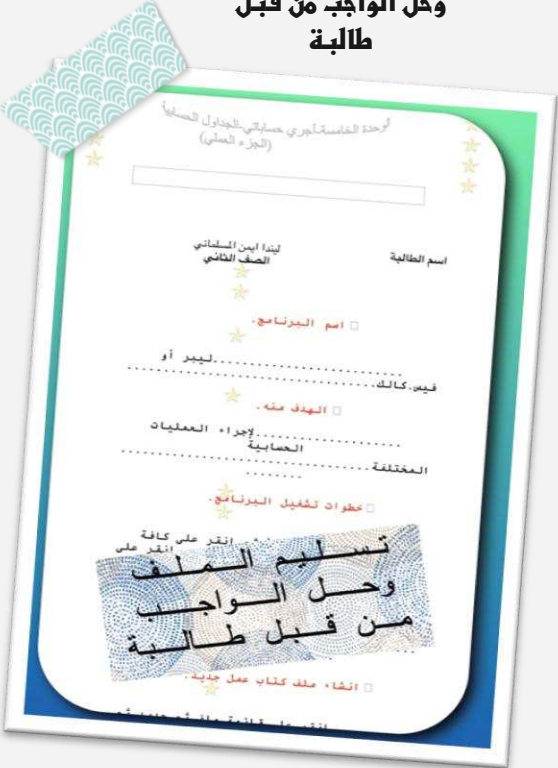 وحل الواجب من قبل
طالبة
الوحدة الخامسة-أجري حساباتي-الجداول الحسابية
(الجزء العملي)
اسم الطالبة
ليندا ايمن المسلماني
الصف الثاني
اسم البرنامج.
......................ليبر أو
فيس.كالك..............................
الهدف منه.
...................لإجراء العمليات
الحسابية
المختلفة..............................
........
خطوات تشغيل البرنامج.
انقر على كافة
انقر على
تسليم الملف
وحل الواجب
من قبل طالبة
انشاء ملف كتاب عمل جديد.